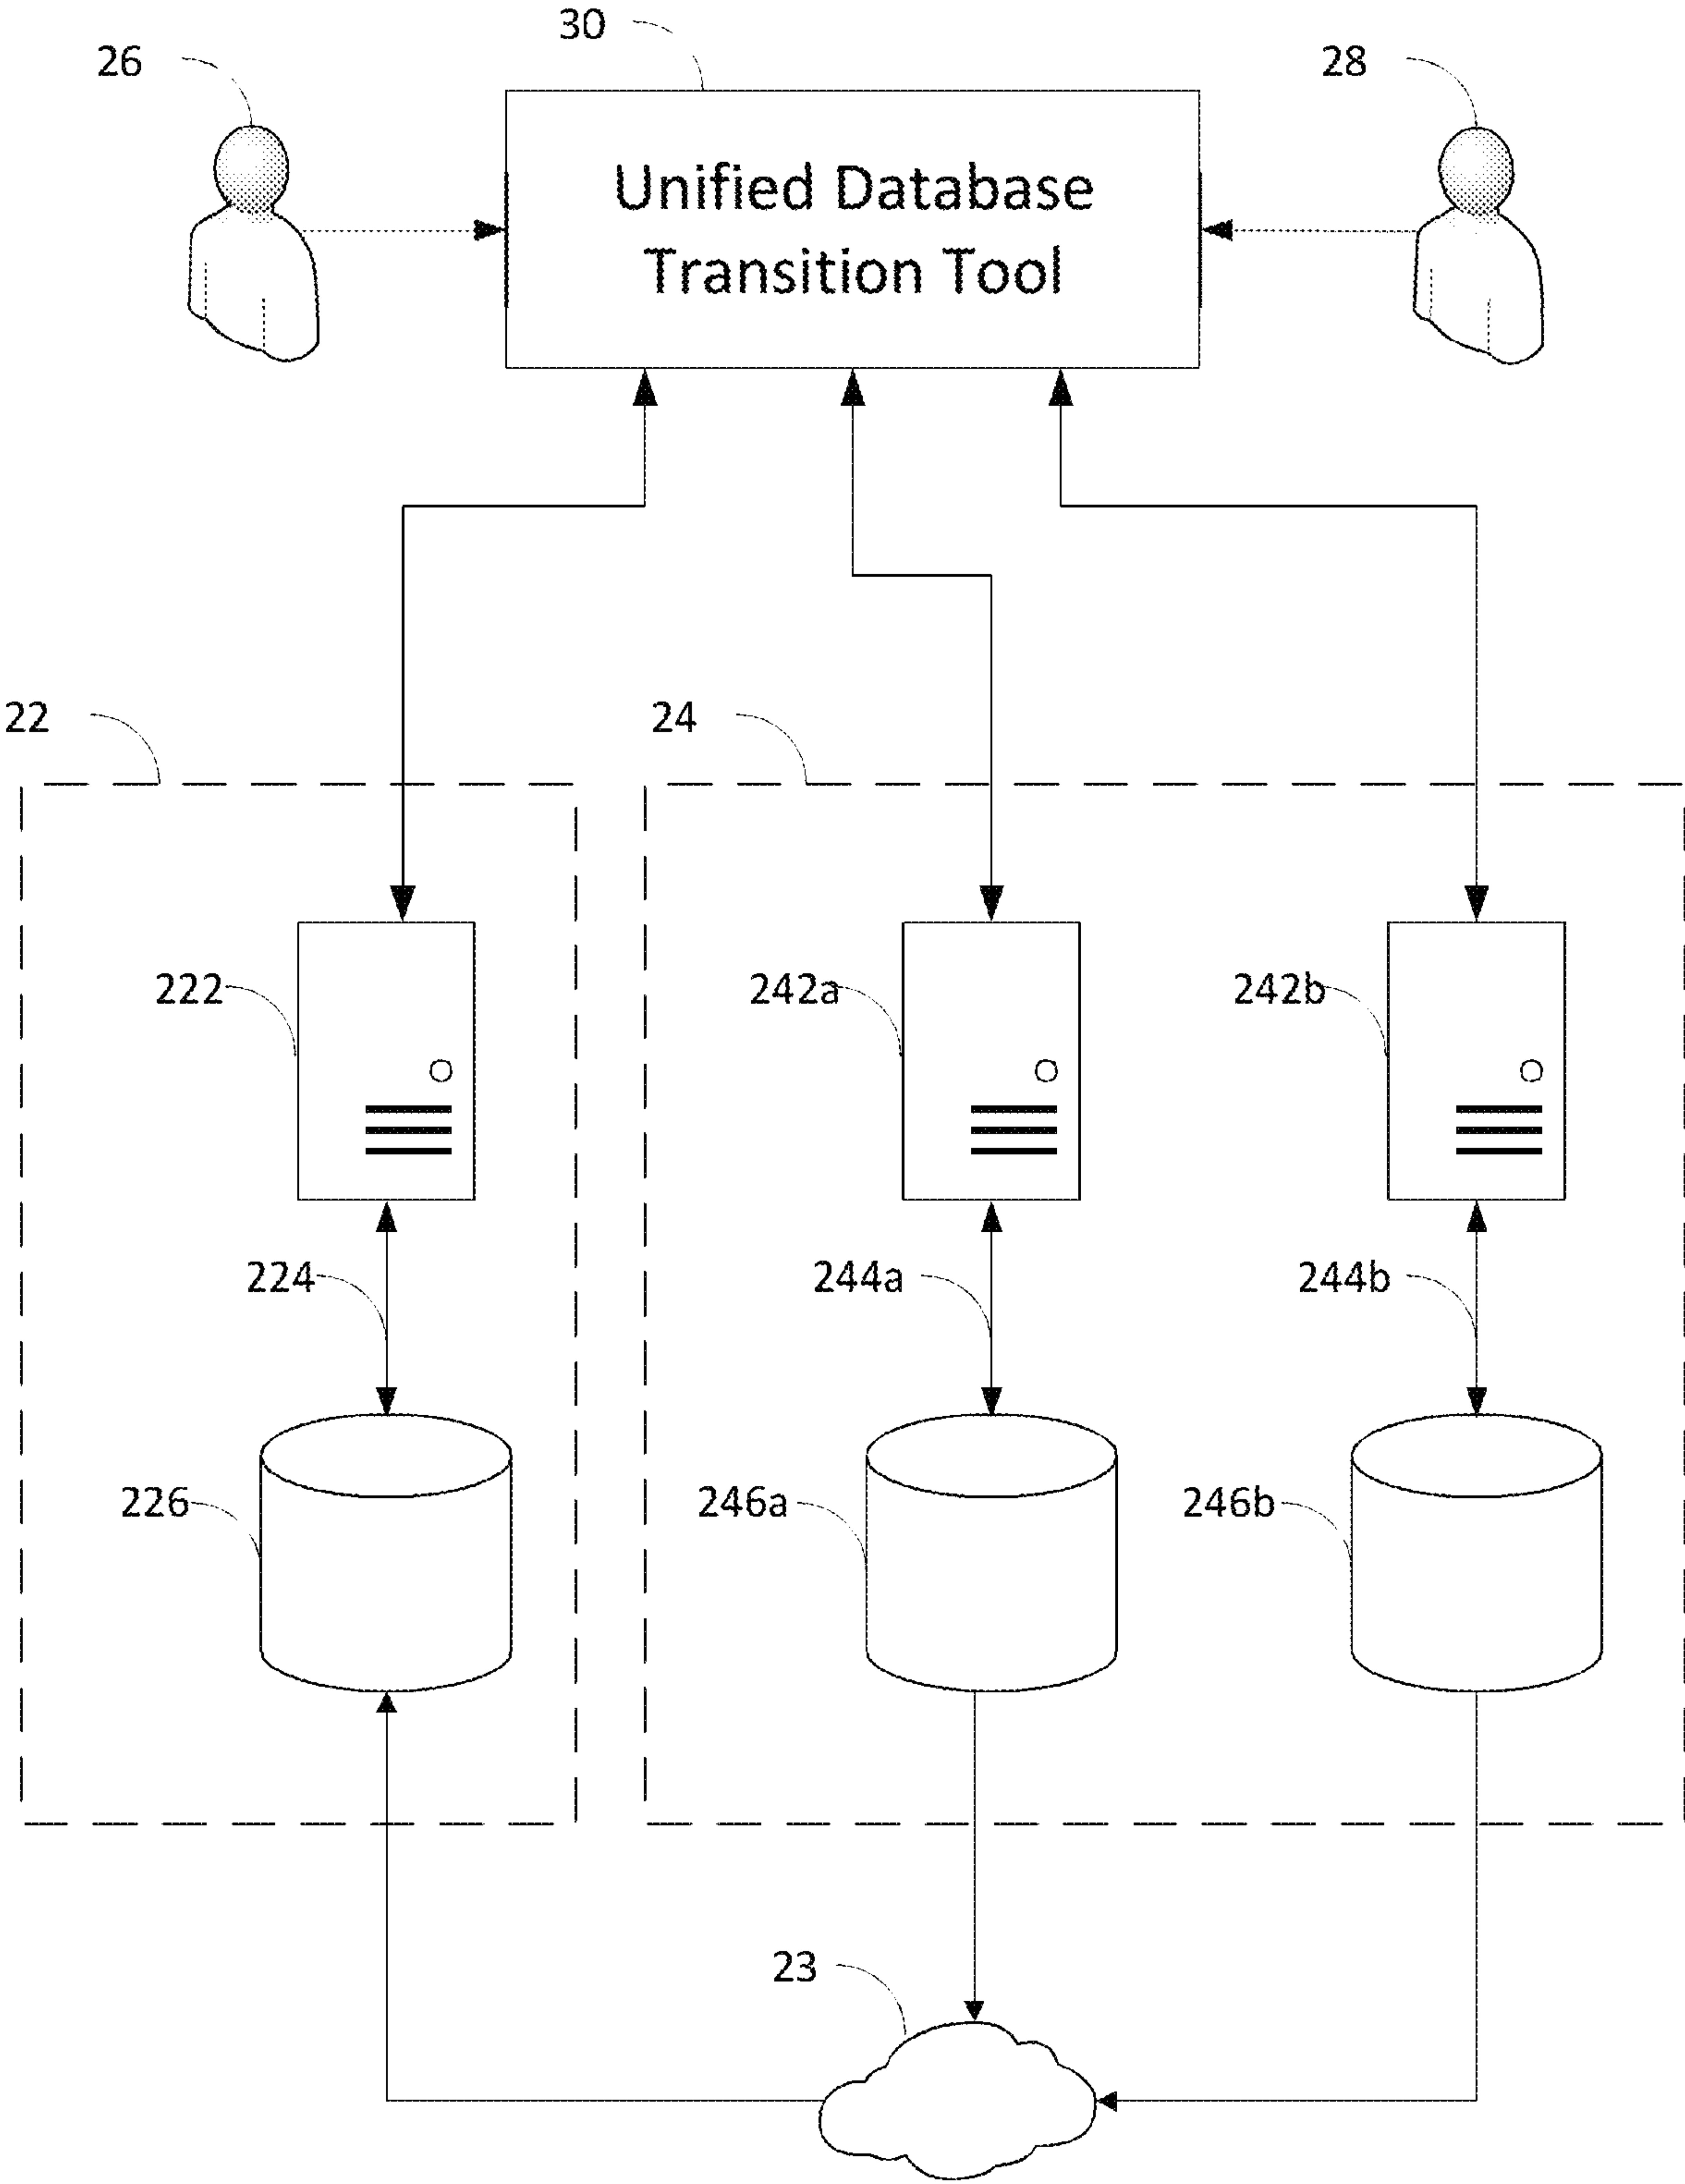 30
26
28
Unified Database
Transition Tool
22
24
222
242a
242b
224
244a
244b
226
246a
246b
23